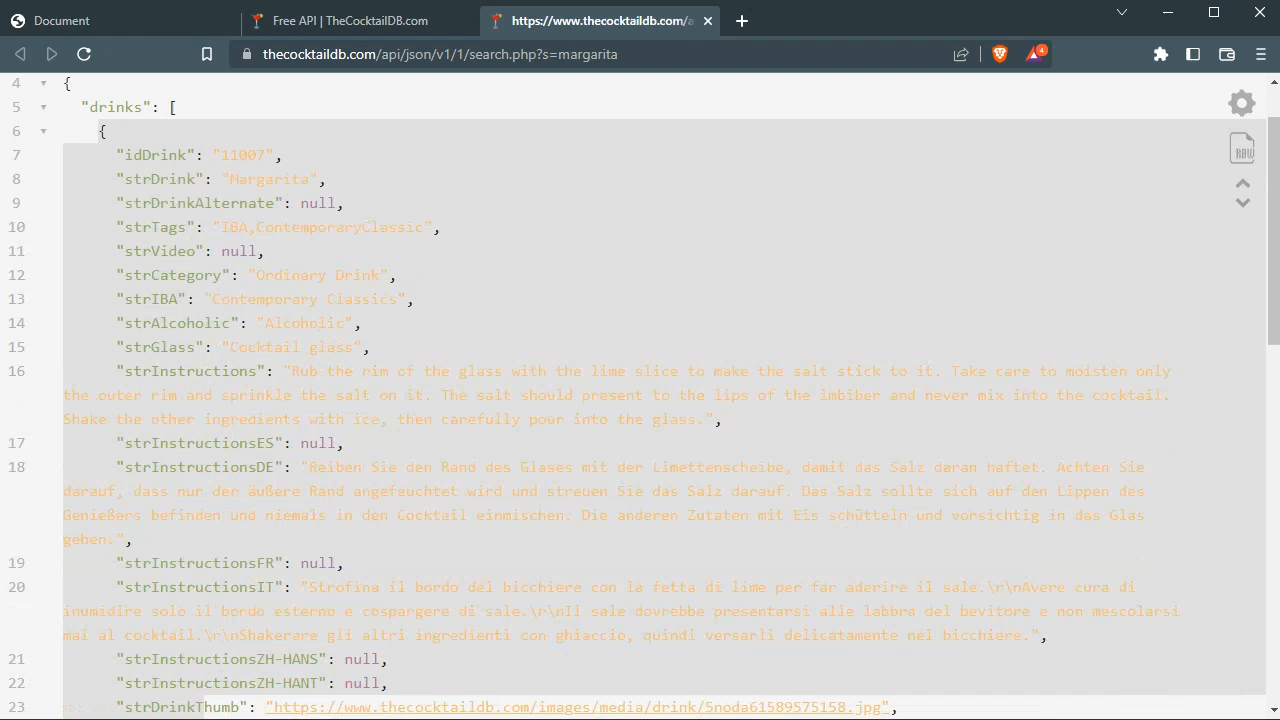 Document
Free API | TheCocktailDB.com
https://www.thecocktaildb.com/a
thecocktaildb.com/api/json/v1/1/search.php?s=margarita
4
4 {
5 "drinks": [
6 {
7 "idDrink": "11007",
8 "strDrink": "Margarita",
9 "strDrinkAlternate": null,
10 "strTags": "IBA,ContemporaryClassic",
11 "strVideo": null,
12 "strCategory": "Ordinary Drink",
13 "strIBA": "Contemporary Classics",
14 "strAlcoholic": "Alcoholic",
15 "strGlass": "Cocktail glass",
16 "strInstructions": "Rub the rim of the glass with the lime slice to make the salt stick to it. Take care to moisten only
the outer rim and sprinkle the salt on it. The salt should present to the lips of the imbiber and never mix into the cocktail.
Shake the other ingredients with ice, then carefully pour into the glass.",
17 "strInstructionsES": null,
18 "strInstructionsDE": "Reiben Sie den Rand des Glases mit der Limettenscheibe, damit das Salz daran haftet. Achten Sie
darauf, dass nur der äußere Rand angefeuchtet wird und streuen Sie das Salz darauf. Das Salz sollte sich auf den Lippen des
Genießers befinden und niemals in den Cocktail einmischen. Die anderen Zutaten mit Eis schütteln und vorsichtig in das Glas
geben.",
19 "strInstructionsFR": null,
20 "strInstructionsIT": "Strofina il bordo del bicchiere con la fetta di lime per far aderire il sale.\r\nAvere cura di
inumidire solo il bordo esterno e cospargere di sale.\r\nIl sale dovrebbe presentarsi alle labbra del bevitore e non mescolarsi
mai al cocktail.\r\nShakerare gli altri ingredienti con ghiaccio, quindi versarli delicatamente nel bicchiere.",
21 "strInstructionsZH-HANS": null,
22 "strInstructionsZH-HANT": null,
23 "strDrinkThumb": "https://www.thecocktaildb.com/images/media/drink/5noda61589575158.jpg",
RAW